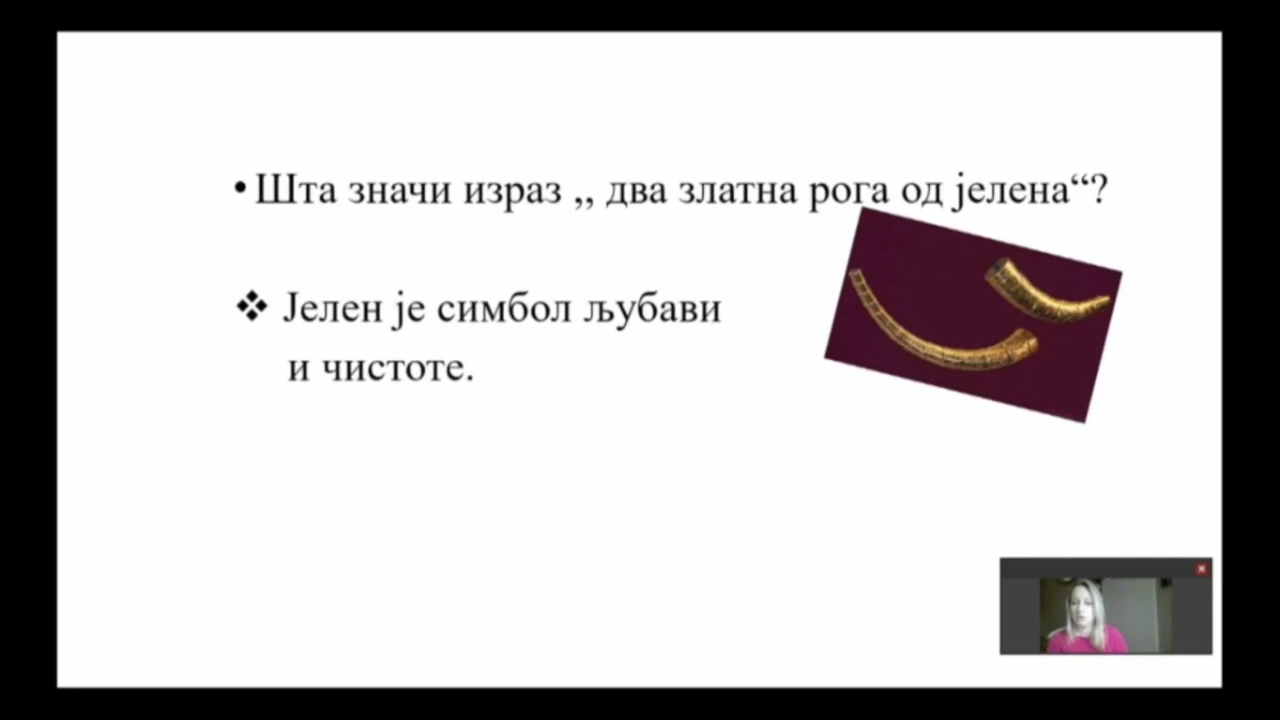 • Шта значи израз ,, два златна рога од јелена“?
❖ Јелен је симбол љубави
и чистоте.